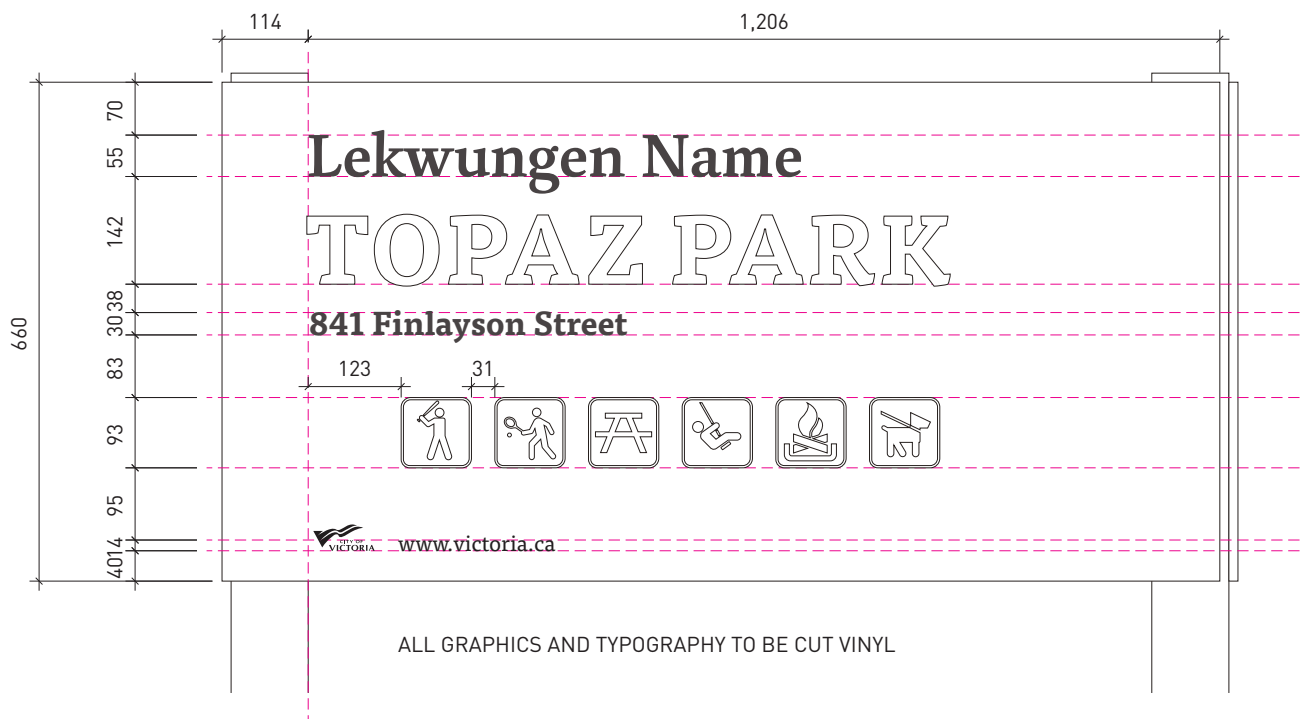 114
1,206
70
55
142
38
30
83
93
95
14
40
660
Lekwungen Name
TOPAZ PARK
841 Finlayson Street
123
31
CITY OF
VICTORIA
www.victoria.ca
ALL GRAPHICS AND TYPOGRAPHY TO BE CUT VINYL